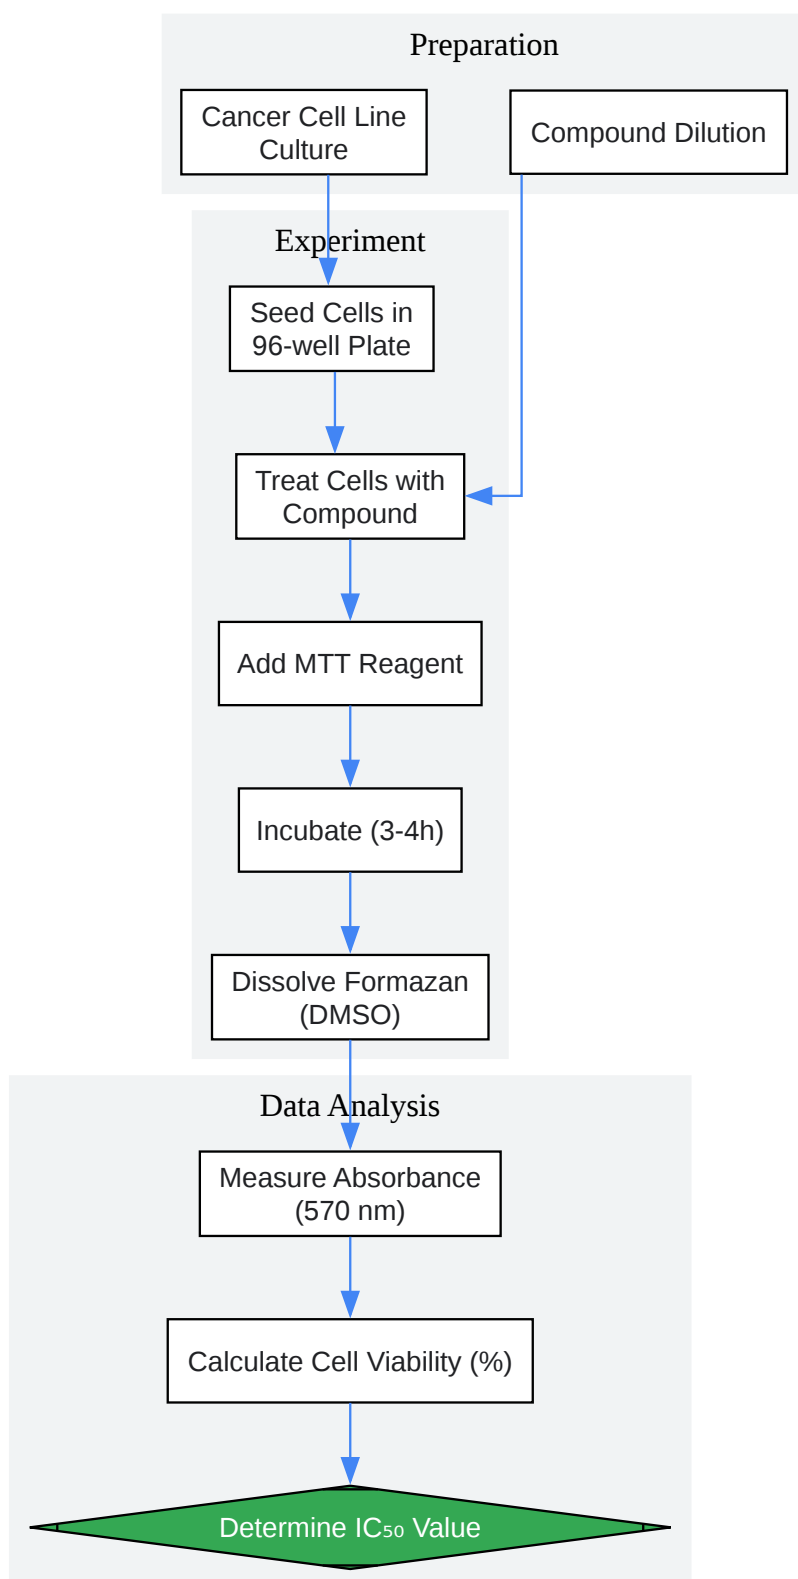 Preparation
Cancer Cell Line
Culture
Compound Dilution
Experiment
Seed Cells in
96-well Plate
Treat Cells with
Compound
Add MTT Reagent
Incubate (3-4h)
Dissolve Formazan
(DMSO)
Data Analysis
Measure Absorbance
(570 nm)
Calculate Cell Viability (%)
Determine IC₅₀ Value